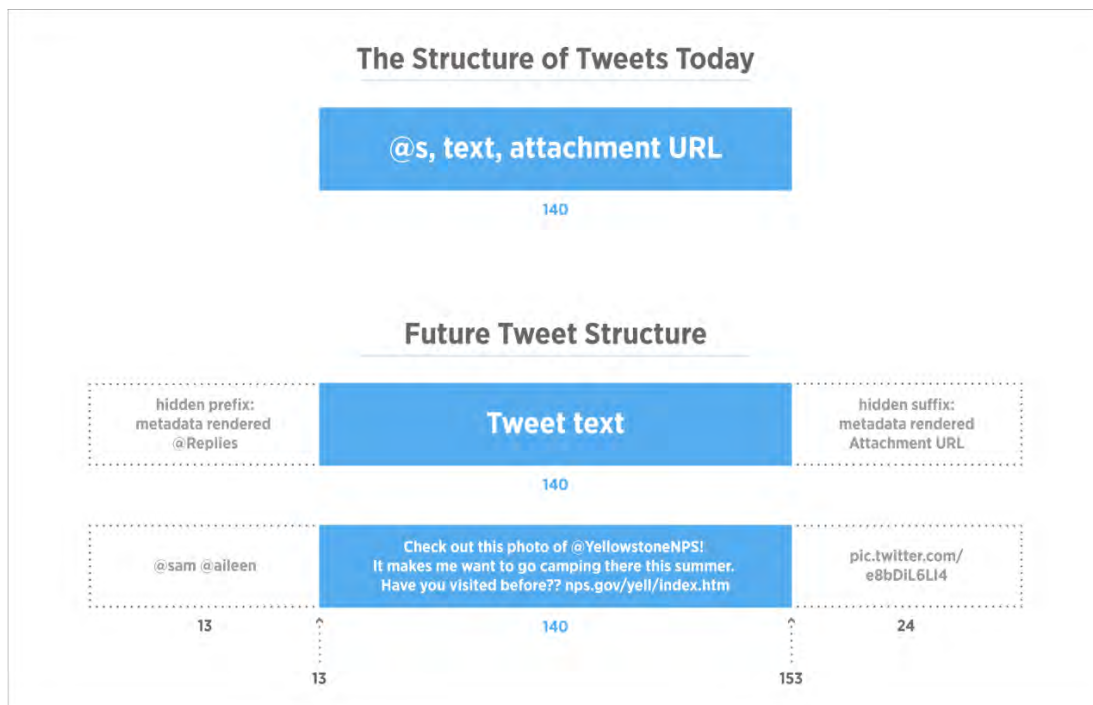 The Structure of Tweets Today
@s, text, attachment URL
140
Future Tweet Structure
hidden prefix:
metadata rendered
@Replies
Tweet text
hidden suffix:
metadata rendered
Attachment URL
140
@sam @aileen
Check out this photo of @YellowstoneNPS!
It makes me want to go camping there this summer.
Have you visited before?? nps.gov/yell/index.htm
pic.twitter.com/
e8bDiL6LI4
13
140
24
13
153